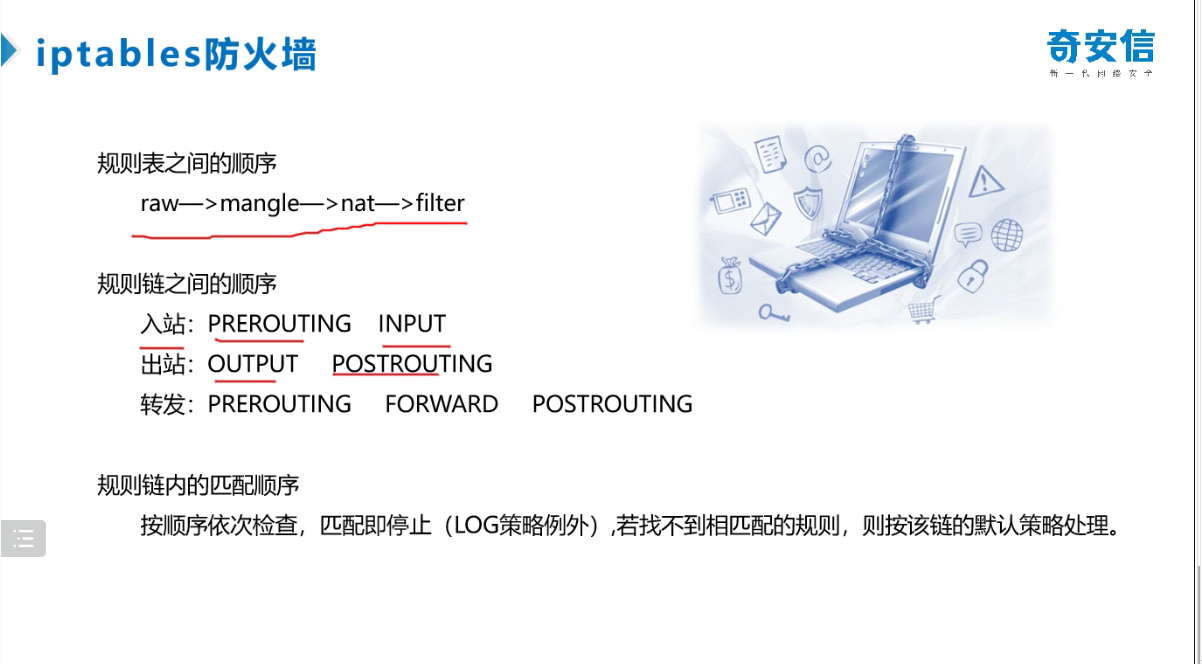 iptables防火墙
奇安信
新一代网络安全
规则表之间的顺序
raw—>mangle—>nat—>filter
规则链之间的顺序
入站：PREROUTING INPUT
出站：OUTPUT POSTROUTING
转发：PREROUTING FORWARD POSTROUTING
规则链内的匹配顺序
按顺序依次检查，匹配即停止（LOG策略例外）,若找不到相匹配的规则，则按该链的默认策略处理。